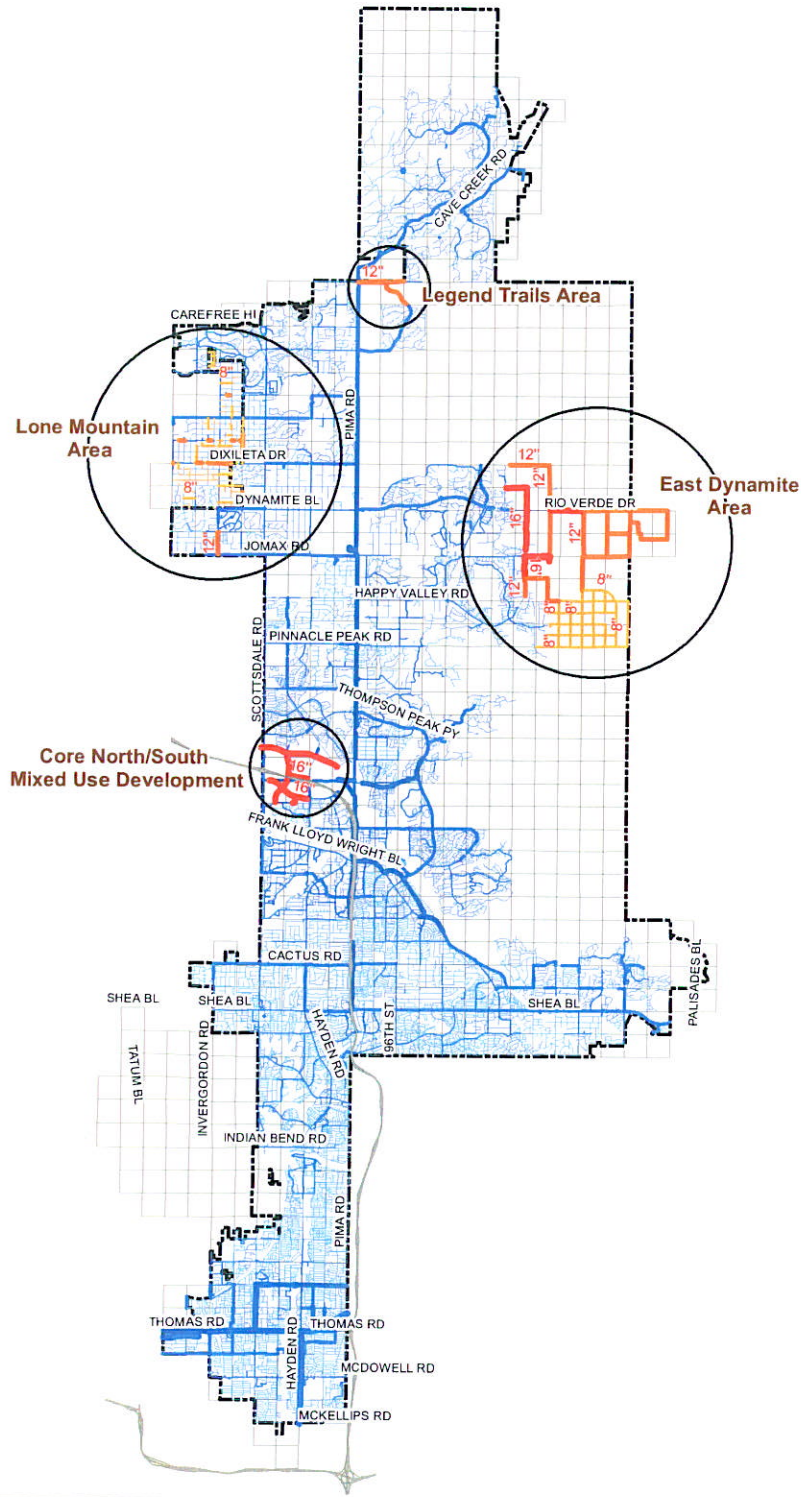 CAVE CREEK RD
12"
Legend Trails Area
CAREFREE HI
8"
PIMA RD
Lone Mountain
Area
DIXILETA DR
8"
DYNAMITE BL
12"
JOMAX RD
12"
12"
East Dynamite
Area
RIO VERDE DR
16"
12"
16"
12"
8"
8"
8"
8"
8"
HAPPY VALLEY RD
SCOTTSDALE RD
PINNACLE PEAK RD
THOMPSON PEAK PY
Core North/South
Mixed Use Development
16"
16"
FRANK LLOYD WRIGHT BL
CACTUS RD
SHEA BL
SHEA BL
SHEA BL
PALISADES BL
HAYDEN RD
96TH ST
TATUM BL
INVERGORDON RD
INDIAN BEND RD
PIMA RD
THOMAS RD
THOMAS RD
HAYDEN RD
MCDOWELL RD
MCKELLIPS RD